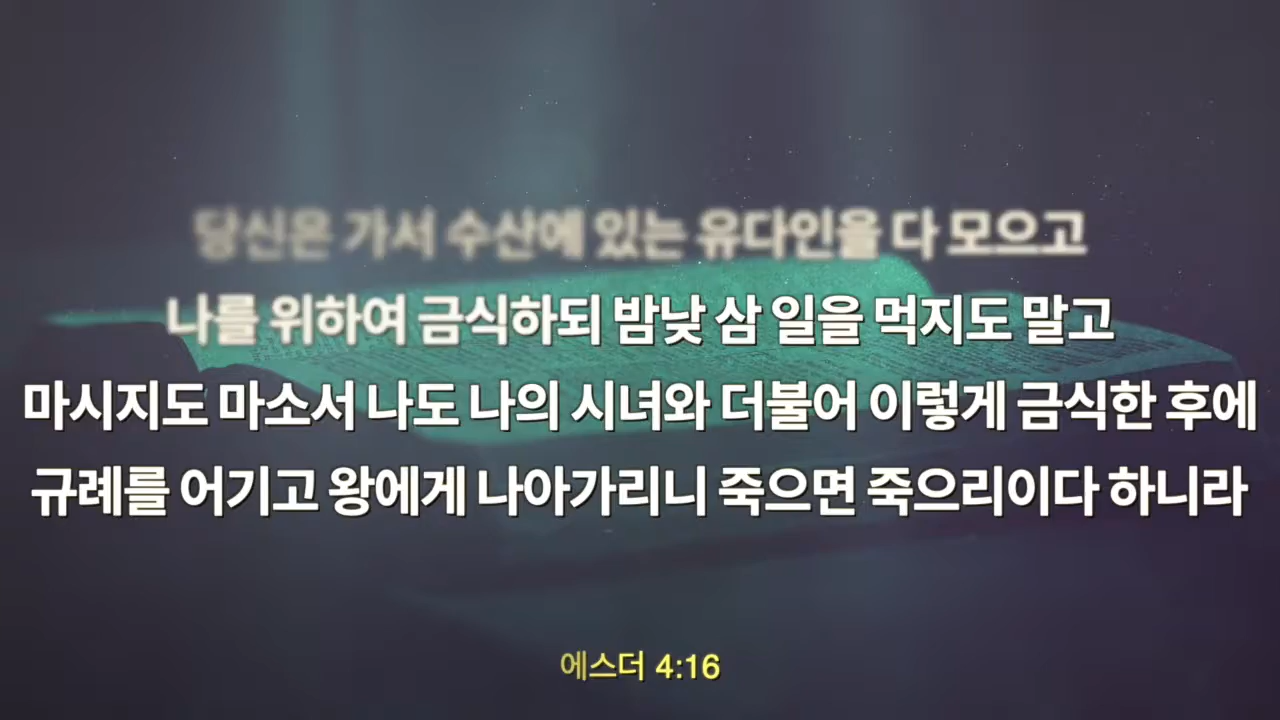 당신은 가서 수산에 있는 유다인을 다 모으고
나를 위하여 금식하되 밤낮 삼 일을 먹지도 말고
마시지도 마소서 나도 나의 시녀와 더불어 이렇게 금식한 후에
규례를 어기고 왕에게 나아가리니 죽으면 죽으리이다 하니라
에스더 4:16